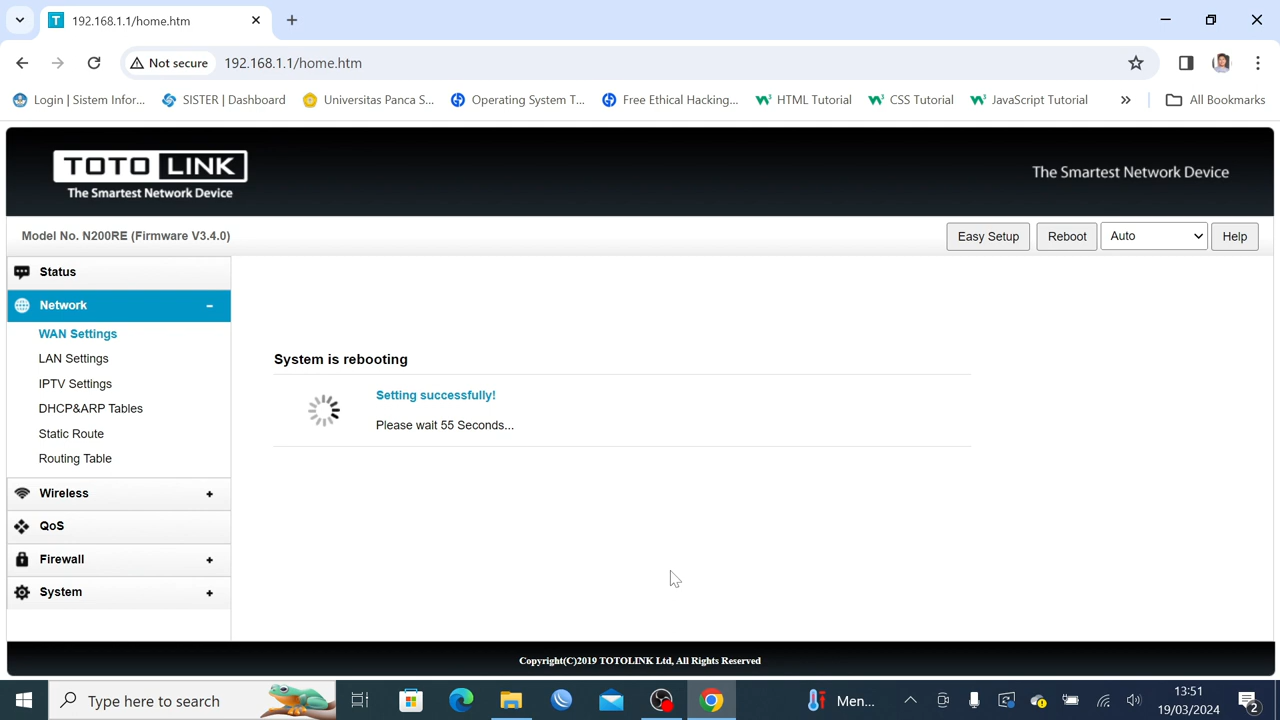 192.168.1.1/home.htm
Not secure
192.168.1.1/home.htm
Login | Sistem Infor...
SISTER | Dashboard
Universitas Panca S...
Operating System T...
Free Ethical Hacking...
HTML Tutorial
CSS Tutorial
JavaScript Tutorial
»
All Bookmarks
TOTO LINK
The Smartest Network Device
The Smartest Network Device
Model No. N200RE (Firmware V3.4.0)
Easy Setup
Reboot
Auto
Help
Status
Network
WAN Settings
LAN Settings
IPTV Settings
DHCP&ARP Tables
Static Route
Routing Table
Wireless
QoS
Firewall
System
System is rebooting
Setting successfully!
Please wait 55 Seconds...
Copyright(C)2019 TOTOLINK Ltd, All Rights Reserved
Type here to search
Men...
13:51
19/03/2024
2